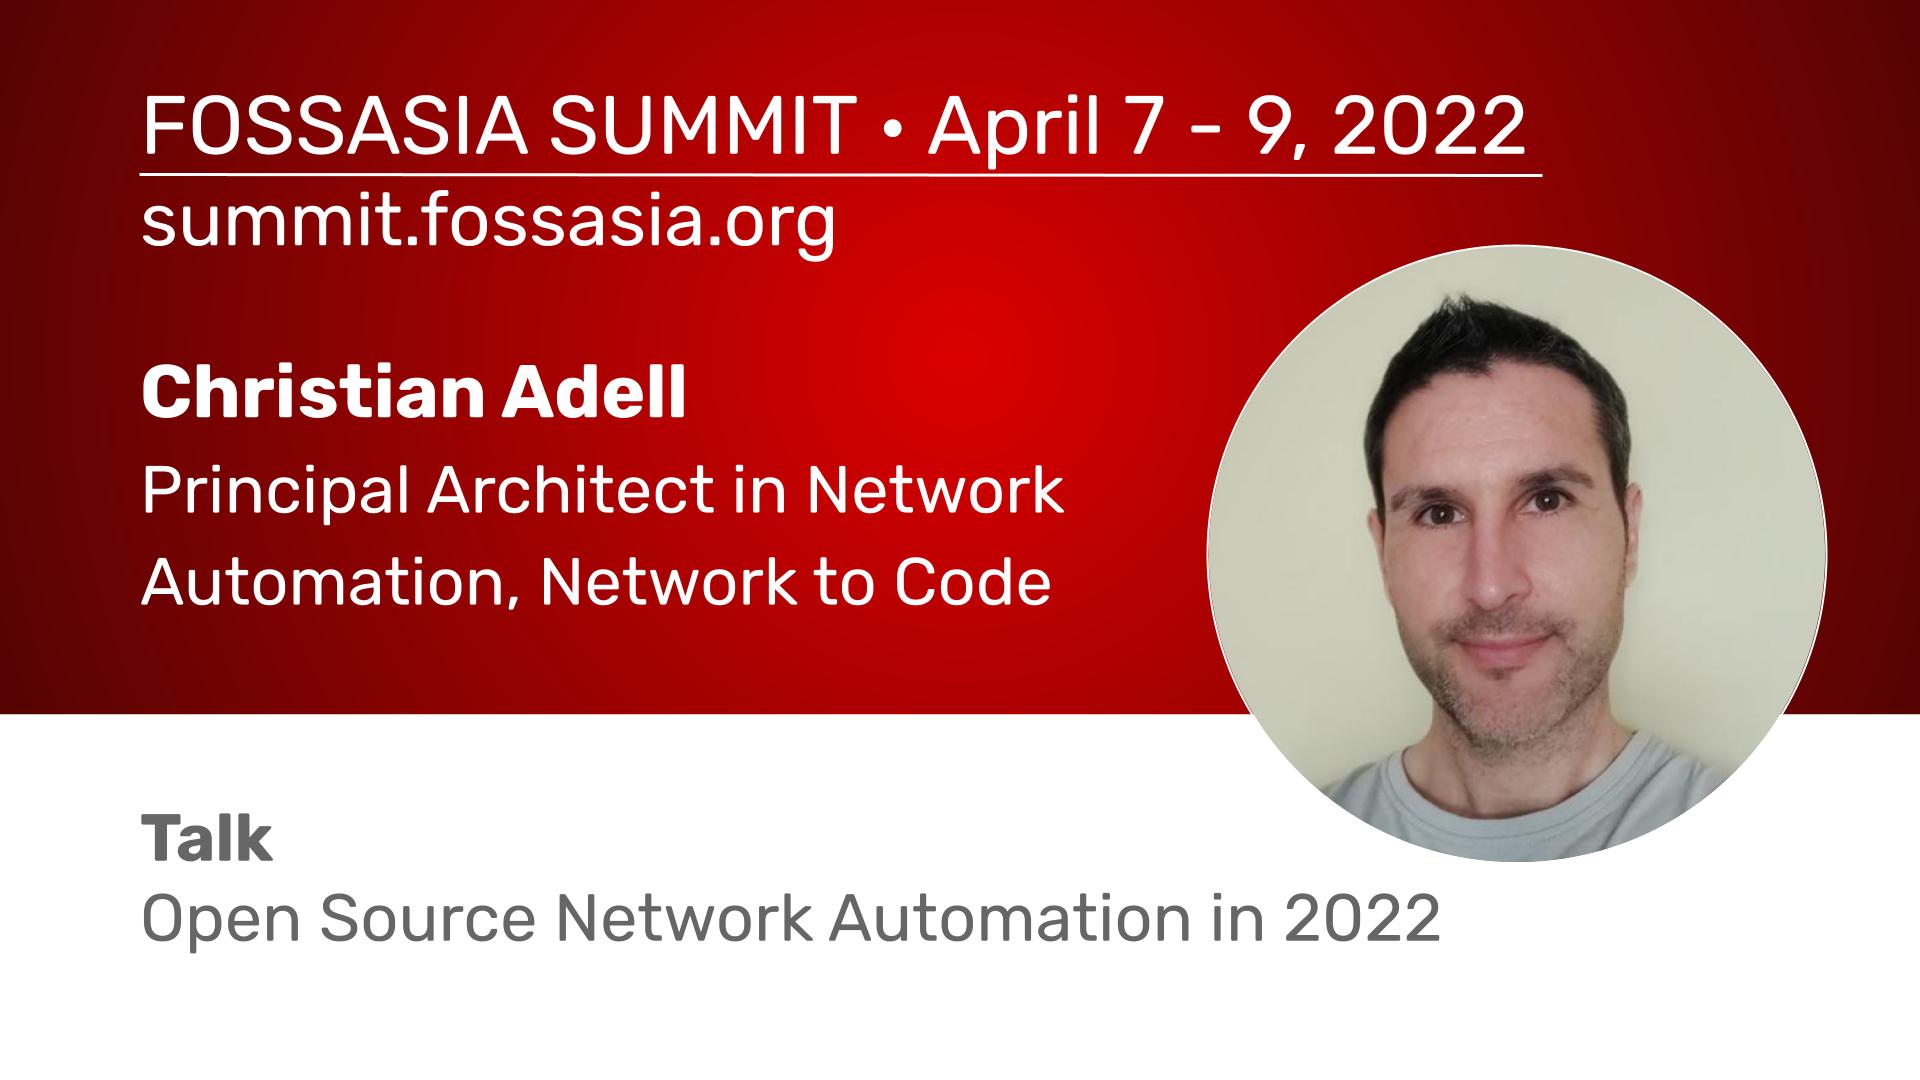 FOSSASIA SUMMIT • April 7 - 9, 2022
summit.fossasia.org
Christian Adell
Principal Architect in Network
Automation, Network to Code
Talk
Open Source Network Automation in 2022